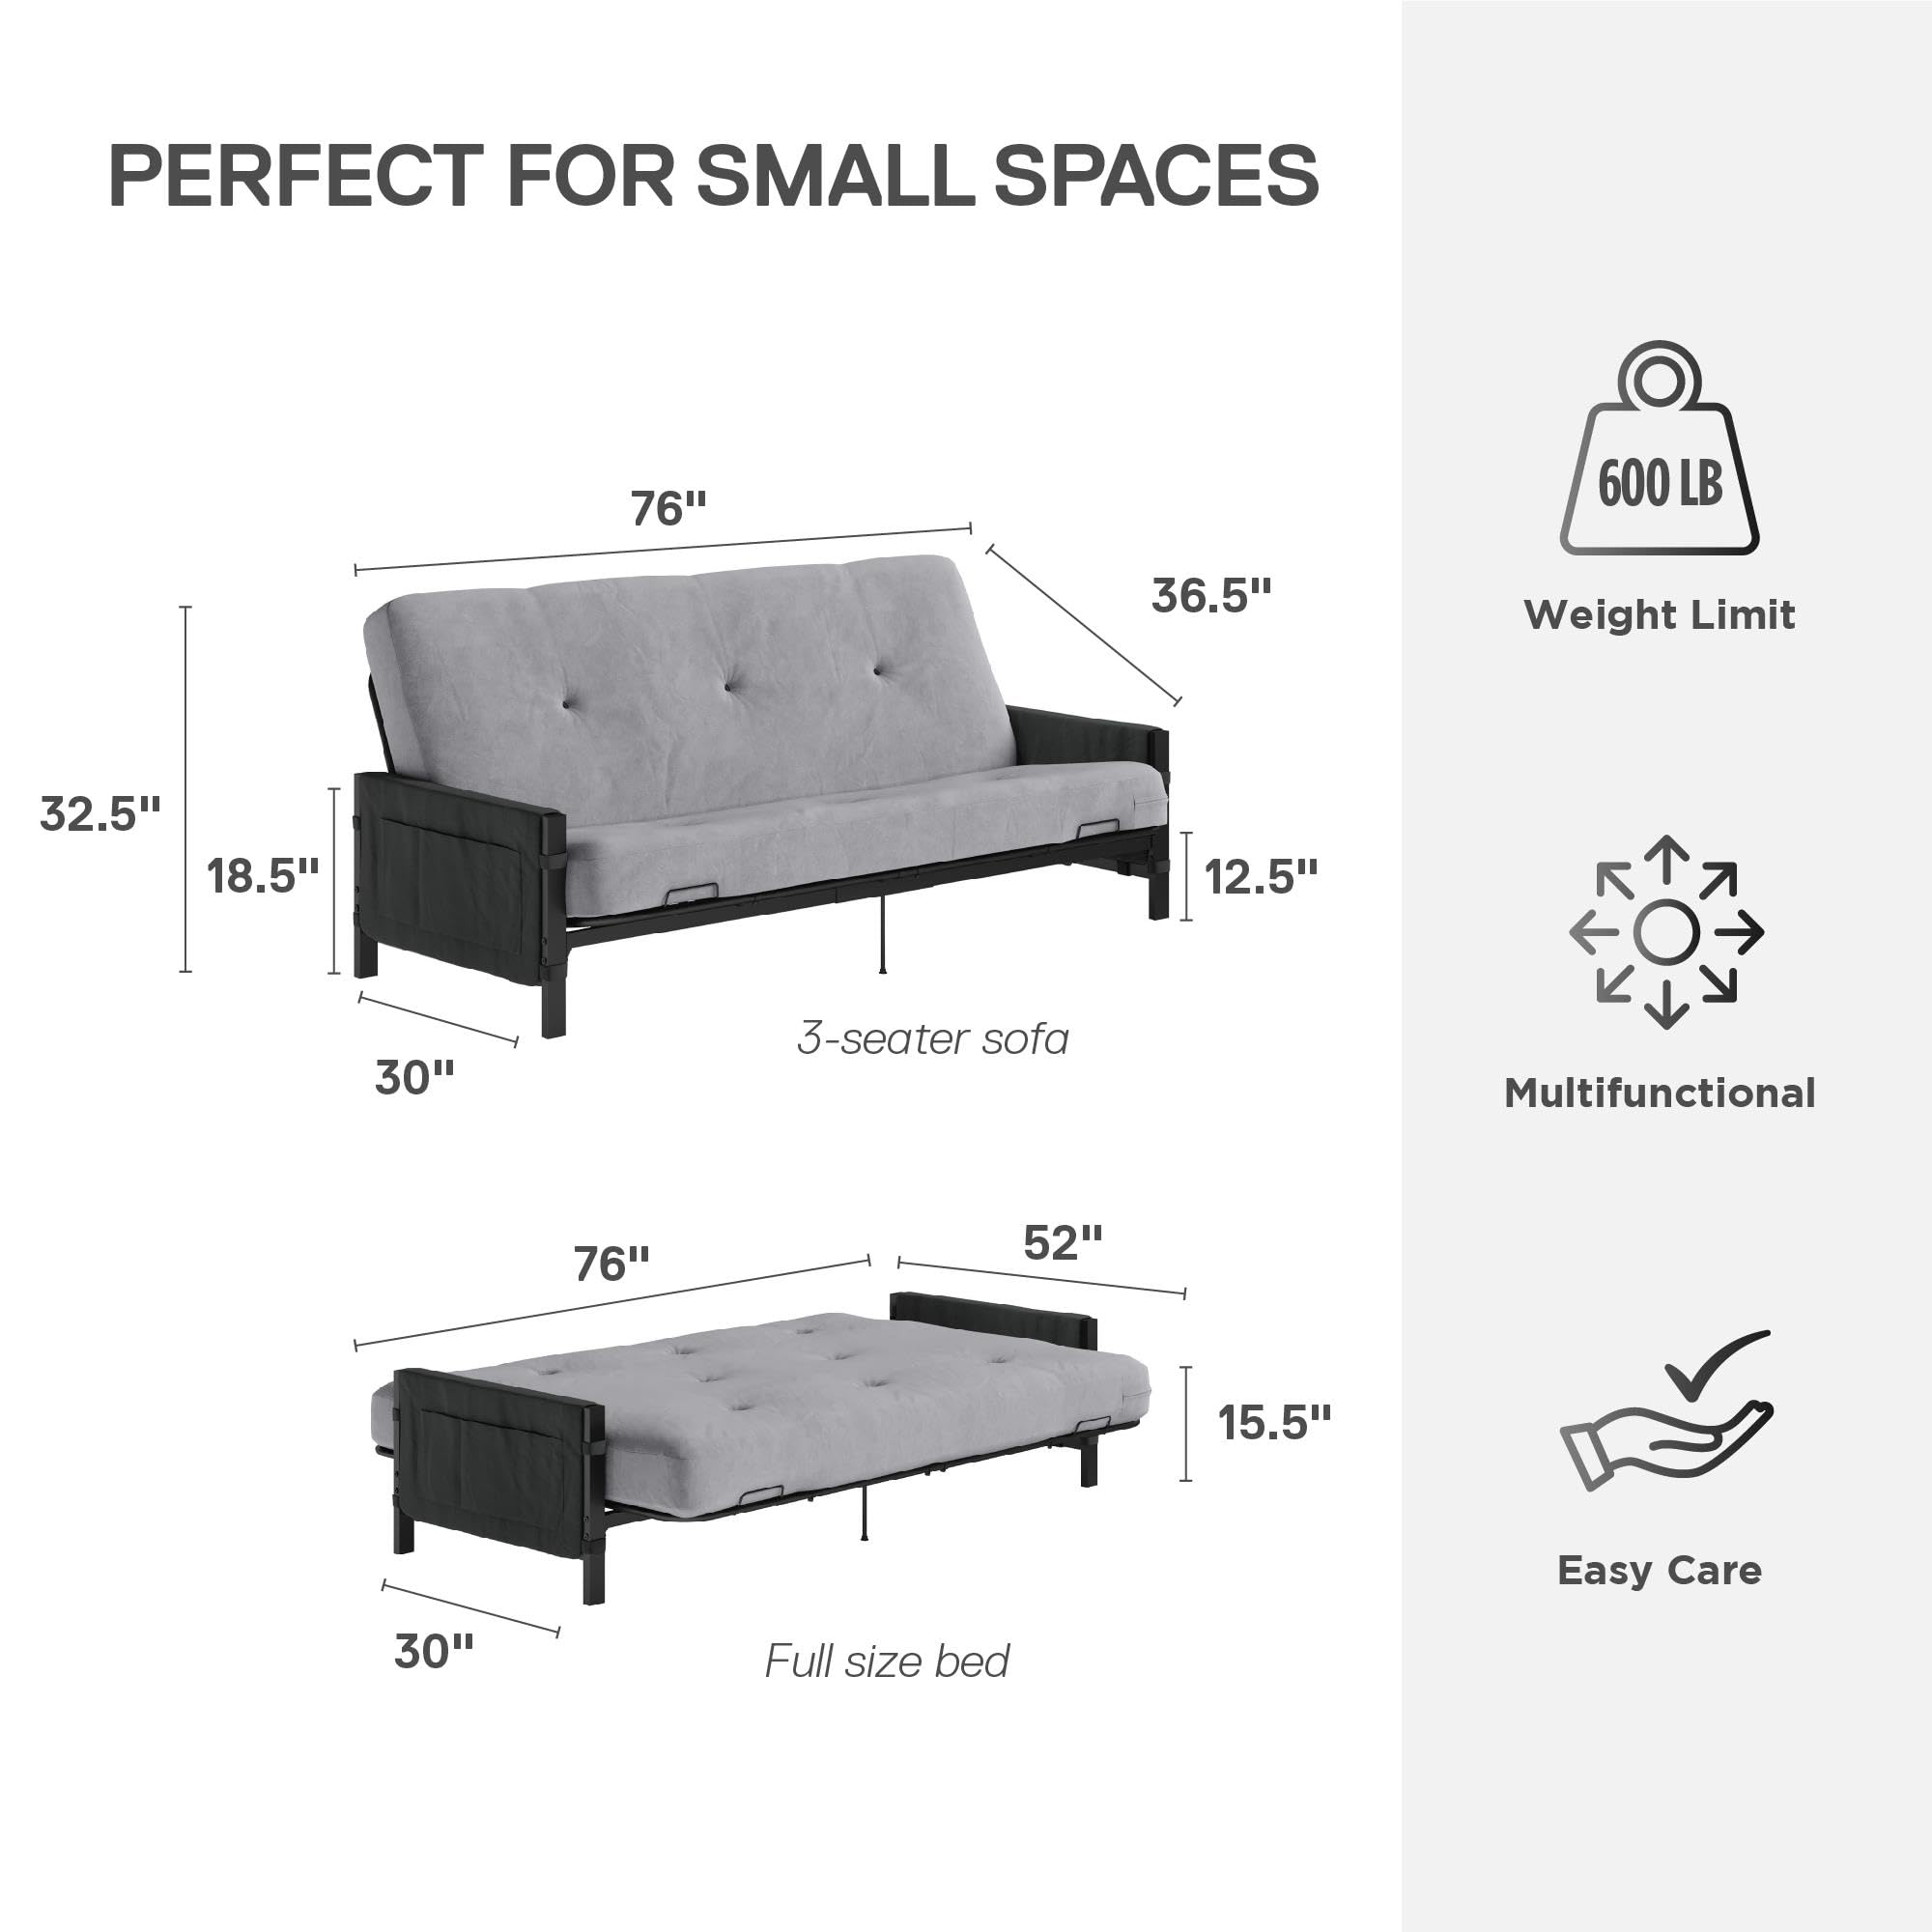 PERFECT FOR SMALL SPACES
76"
36.5"
32.5"
18.5"
12.5"
30"
3-seater sofa
76"
52"
15.5"
30"
Full size bed
600 LB
Weight Limit
Multifunctional
Easy Care